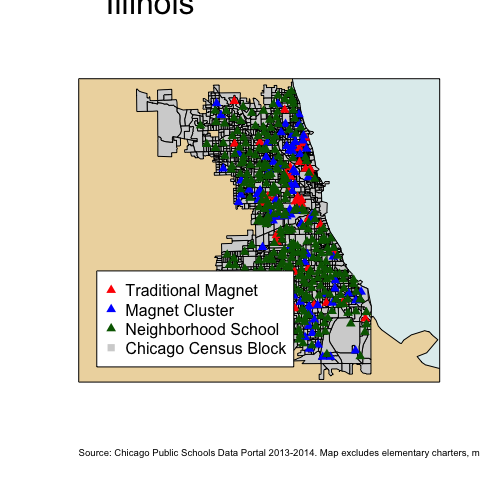 Illinois
Traditional Magnet
Magnet Cluster
Neighborhood School
Chicago Census Block
Source: Chicago Public Schools Data Portal 2013-2014. Map excludes elementary charters, m